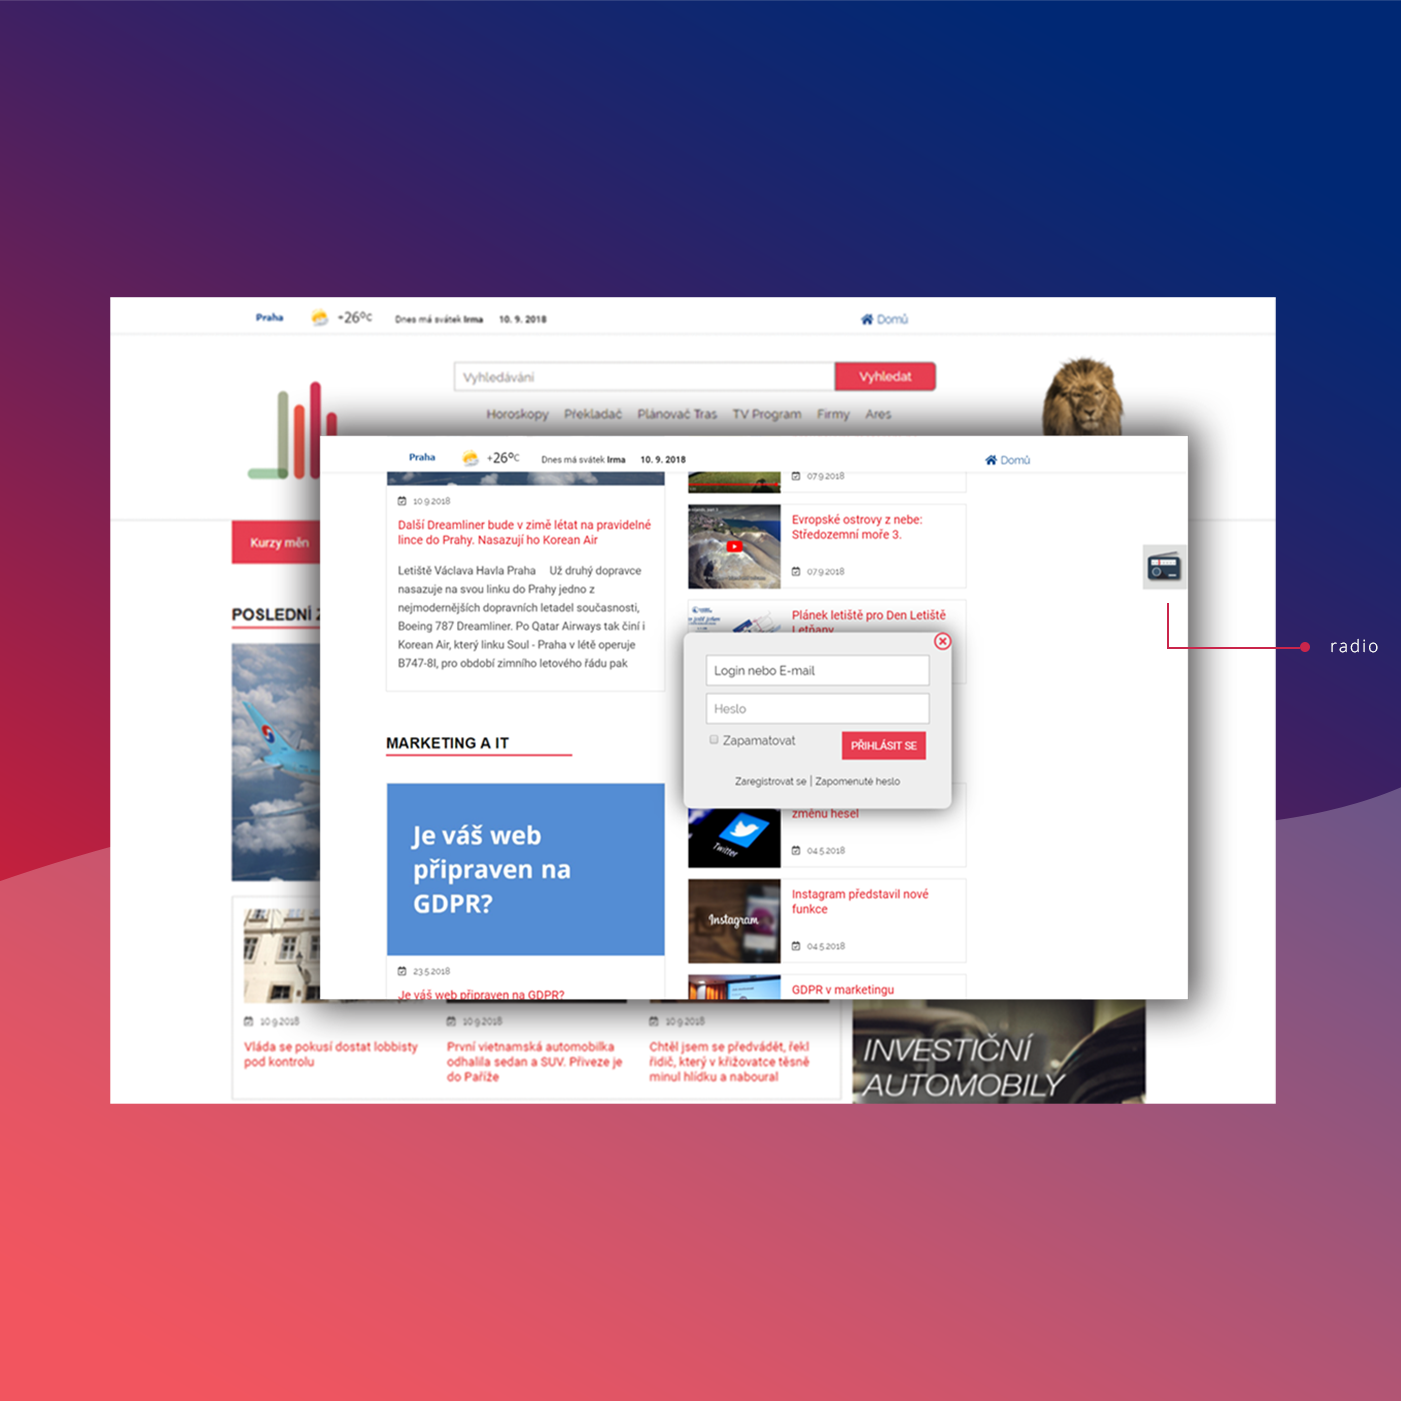 Praha
+26°C
Dnes má svátek Irma
10. 9. 2018
Domů
Vyhledávání
Vyhledat
Horoskopy
Překladač
Plánovač Tras
TV Program
Firmy
Ares
Kurzy měn
POSLEDNÍ
Praha
+26°C
Dnes má svátek Irma
10. 9. 2018
Domů
10.9.2018
Další Dreamliner bude v zimě létat na pravidelné
lince do Prahy. Nasazují ho Korean Air
Letiště Václava Havla Praha Už druhý dopravce
nasazuje na svou linku do Prahy jedno z
nejmodernějších dopravních letadel současnosti,
Boeing 787 Dreamliner. Po Qatar Airways tak činí i
Korean Air, který linku Soul - Praha v létě operuje
B747-8I, pro období zimního letového řádu pak
MARKETING A IT
Je váš web
připraven na
GDPR?
23.5.2018
Je váš web připraven na GDPR?
07.9.2018
Evropské ostrovy z nebe:
Středozemní moře 3.
07.9.2018
Plánek letiště pro Den Letiště
Letňany
Login nebo E-mail
Heslo
Zapamatovat
PŘIHLÁSIT SE
Zaregistrovat se | Zapomenuté heslo
změnu hesel
Twitter
04.5.2018
Instagram
Instagram představil nové
funkce
04.5.2018
GDPR v marketingu
radio
10.9.2018
Vláda se pokusí dostat lobbisty
pod kontrolu
10.9.2018
První vietnamská automobilka
odhalila sedan a SUV. Přiveze je
do Paříže
10.9.2018
Chtěl jsem se předvádět, řekl
řidič, který v křižovatce těsně
minul hlídku a naboural
INVESTIČNÍ
AUTOMOBILY